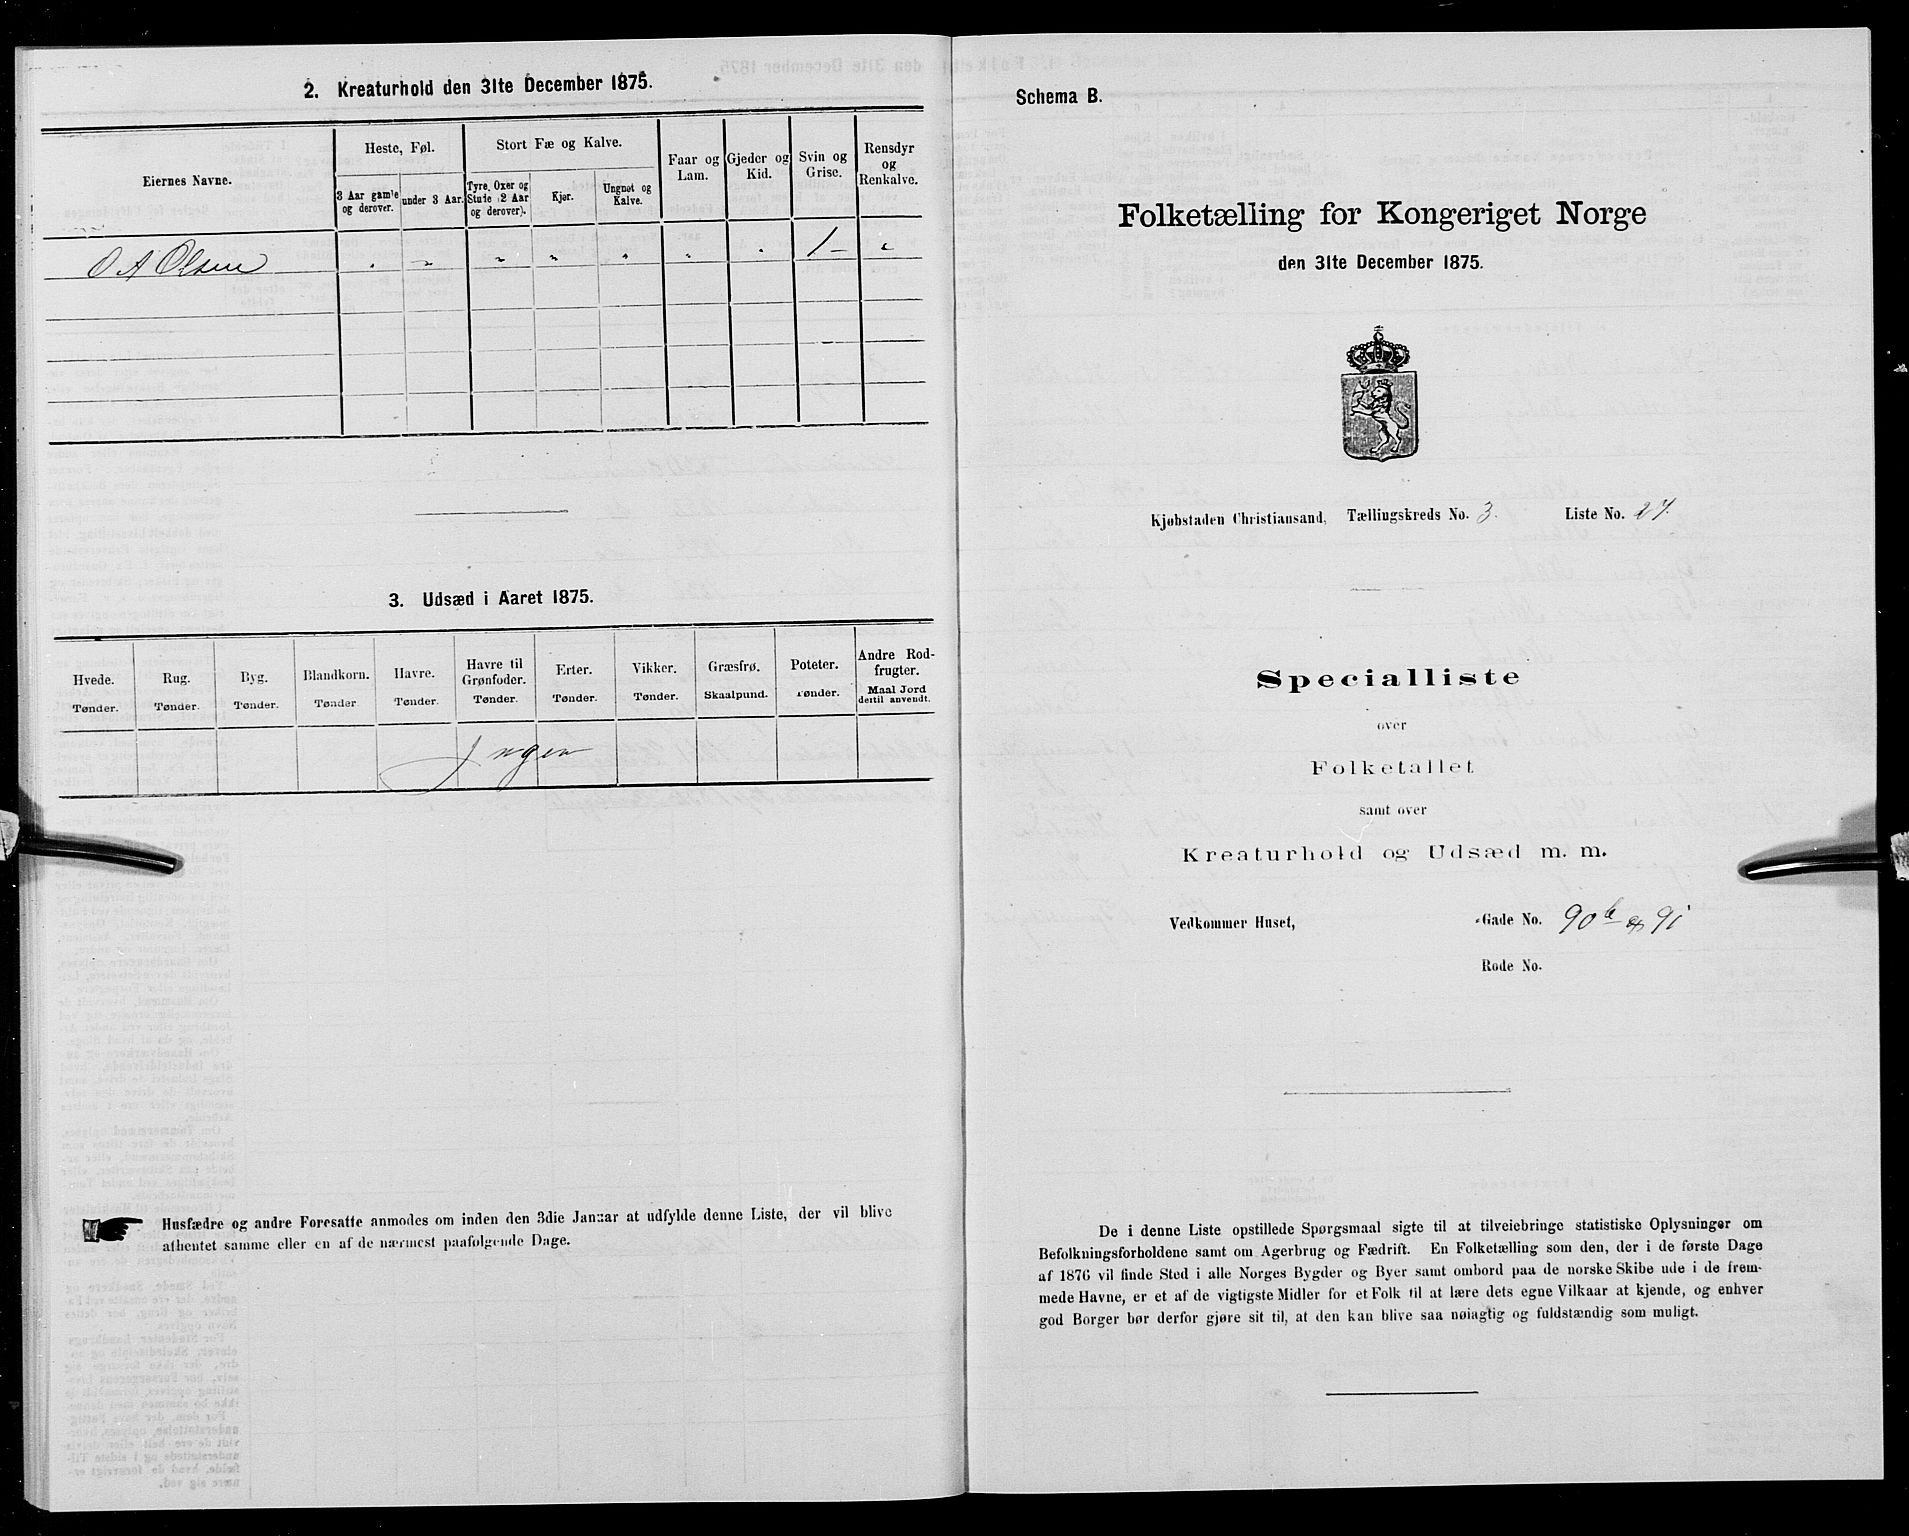 2. Kreaturhold den 31te December 1875.
Eiernes Navne.
Heste, Føl.
Stort Fæ og Kalve.
Faar og Lam.
Gjeder og Kid.
Svin og Grise.
Rensdyr og Renkalve.
3 Aar gamle og derover.
under 3 Aar.
Tyre, Oxer og Stude (2 Aar og derover).
Kjør.
Ungnøt og Kalve.
O A Olsen " " " " " " " 1 — "
3. Udsæd i Aaret 1875.
Hvede. Tønder.
Rug. Tønder.
Byg. Tønder.
Blandkorn. Tønder
Havre. Tønder.
Havre til Grønfoder. Tønder.
Erter. Tønder.
Vikker. Tønder.
Græsfrø. Skaalpund.
Poteter. Tønder.
Andre Rodfrugter. Maal Jord dertil anvendt.
Ingen
Husfædre og andre Foresatte anmodes om inden den 3die Januar at udfylde denne Liste, der vil blive
afhentet samme eller en af de nærmest paafølgende Dage.
Schema B.
Folketælling for Kongeriget Norge
den 31te December 1875.
Kjøbstaden Christiansand, Tællingskreds No. 3. Liste No. 27.
Specialliste
over
Folketallet
samt over
Kreaturhold og Udsæd m. m.
Vedkommer Huset, -Gade No. 90b og 91
Rode No.
De i denne Liste opstillede Spørgsmaal sigte til at tilveiebringe statistiske Oplysninger om
Befolkningsforholdene samt om Agerbrug og Fædrift. En Folketælling som den, der i de første Dage
af 1876 vil finde Sted i alle Norges Bygder og Byer samt ombord paa de norske Skibe ude i de frem-
mede Havne, er et af de vigtigste Midler for et Folk til at lære dets egne Vilkaar at kjende, og enhver
god Borger bør derfor gjøre sit til, at den kan blive saa nøiagtig og fuldstændig som muligt.